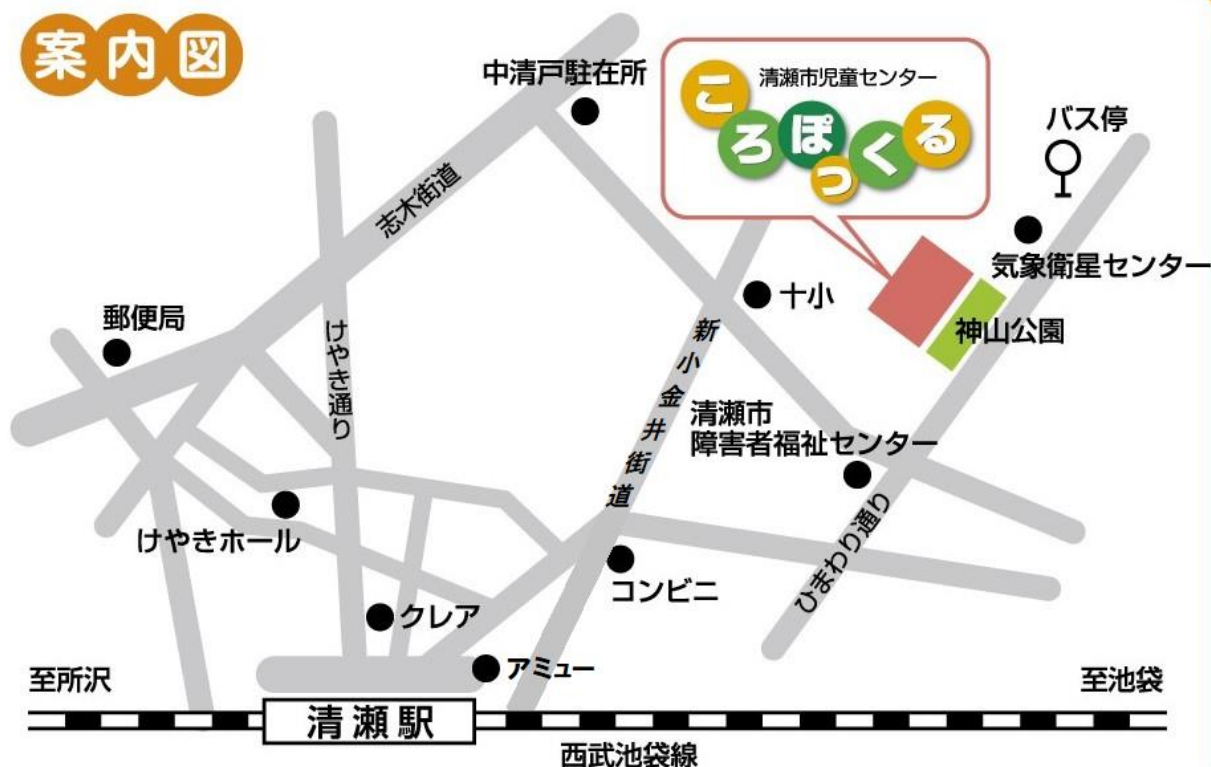 案内図
中清戸駐在所
清瀬市児童センター
ころぽっくる
バス停
志木街道
気象衛星センター
十小
郵便局
神山公園
けやき通り
新小金井街道
清瀬市
障害者福祉センター
けやきホール
ひまわり通り
コンビニ
クレア
アミュー
至所沢
至池袋
清瀬駅
西武池袋線